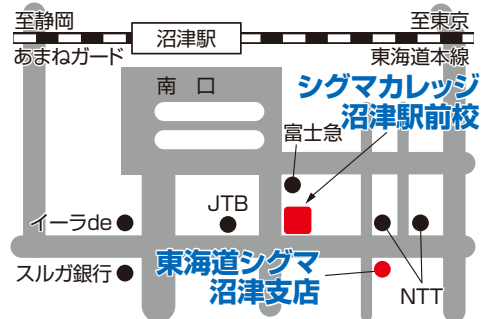 至静岡
至東京
沼津駅
あまねガード
東海道本線
南 口
シグマカレッジ
沼津駅前校
富士急
JTB
イーラde
スルガ銀行
東海道シグマ
沼津支店
NTT